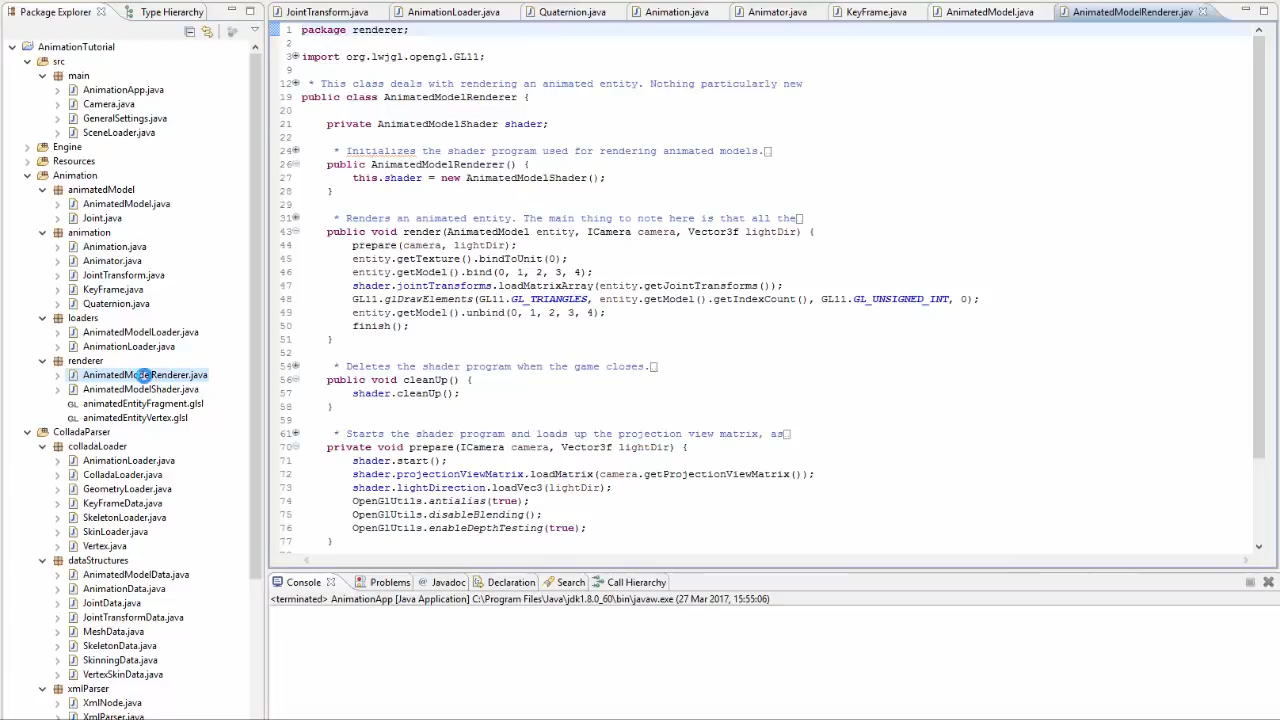 Package Explorer
Type Hierarchy
AnimationTutorial
src
main
AnimationApp.java
Camera.java
GeneralSettings.java
SceneLoader.java
Engine
Resources
Animation
animatedModel
AnimatedModel.java
Joint.java
animation
Animation.java
Animator.java
JointTransform.java
KeyFrame.java
Quaternion.java
loaders
AnimatedModelLoader.java
AnimationLoader.java
renderer
AnimatedModelRenderer.java
AnimatedModelShader.java
GL animatedEntityFragment.glsl
GL animatedEntityVertex.glsl
ColladaParser
colladaLoader
AnimationLoader.java
ColladaLoader.java
GeometryLoader.java
KeyFrameData.java
SkeletonLoader.java
SkinLoader.java
Vertex.java
dataStructures
AnimatedModelData.java
AnimationData.java
JointData.java
JointTransformData.java
MeshData.java
SkeletonData.java
SkinningData.java
VertexSkinData.java
xmlParser
XmlNode.java
XmlParser.java
JointTransform.java AnimationLoader.java Quaternion.java Animation.java Animator.java KeyFrame.java AnimatedModel.java AnimatedModelRenderer.jav
1 package renderer;
2
3 import org.lwjgl.opengl.GL11;
9
12 * This class deals with rendering an animated entity. Nothing particularly new
19 public class AnimatedModelRenderer {
20
21 private AnimatedModelShader shader;
22
24 * Initializes the shader program used for rendering animated models.
26 public AnimatedModelRenderer() {
27 this.shader = new AnimatedModelShader();
28 }
29
31 * Renders an animated entity. The main thing to note here is that all the
43 public void render(AnimatedModel entity, ICamera camera, Vector3f lightDir) {
44 prepare(camera, lightDir);
45 entity.getTexture().bindToUnit(0);
46 entity.getModel().bind(0, 1, 2, 3, 4);
47 shader.jointTransforms.loadMatrixArray(entity.getJointTransforms());
48 GL11.glDrawElements(GL11.GL_TRIANGLES, entity.getModel().getIndexCount(), GL11.GL_UNSIGNED_INT, 0);
49 entity.getModel().unbind(0, 1, 2, 3, 4);
50 finish();
51 }
52
54 * Deletes the shader program when the game closes.
56 public void cleanUp() {
57 shader.cleanUp();
58 }
59
61 * Starts the shader program and loads up the projection view matrix, as
70 private void prepare(ICamera camera, Vector3f lightDir) {
71 shader.start();
72 shader.projectionViewMatrix.loadMatrix(camera.getProjectionViewMatrix());
73 shader.lightDirection.loadVec3(lightDir);
74 OpenGlUtils.antialias(true);
75 OpenGlUtils.disableBlending();
76 OpenGlUtils.enableDepthTesting(true);
77 }
Console Problems Javadoc Declaration Search Call Hierarchy
<terminated> AnimationApp [Java Application] C:\Program Files\Java\jdk1.8.0_60\bin\javaw.exe (27 Mar 2017, 15:55:06)